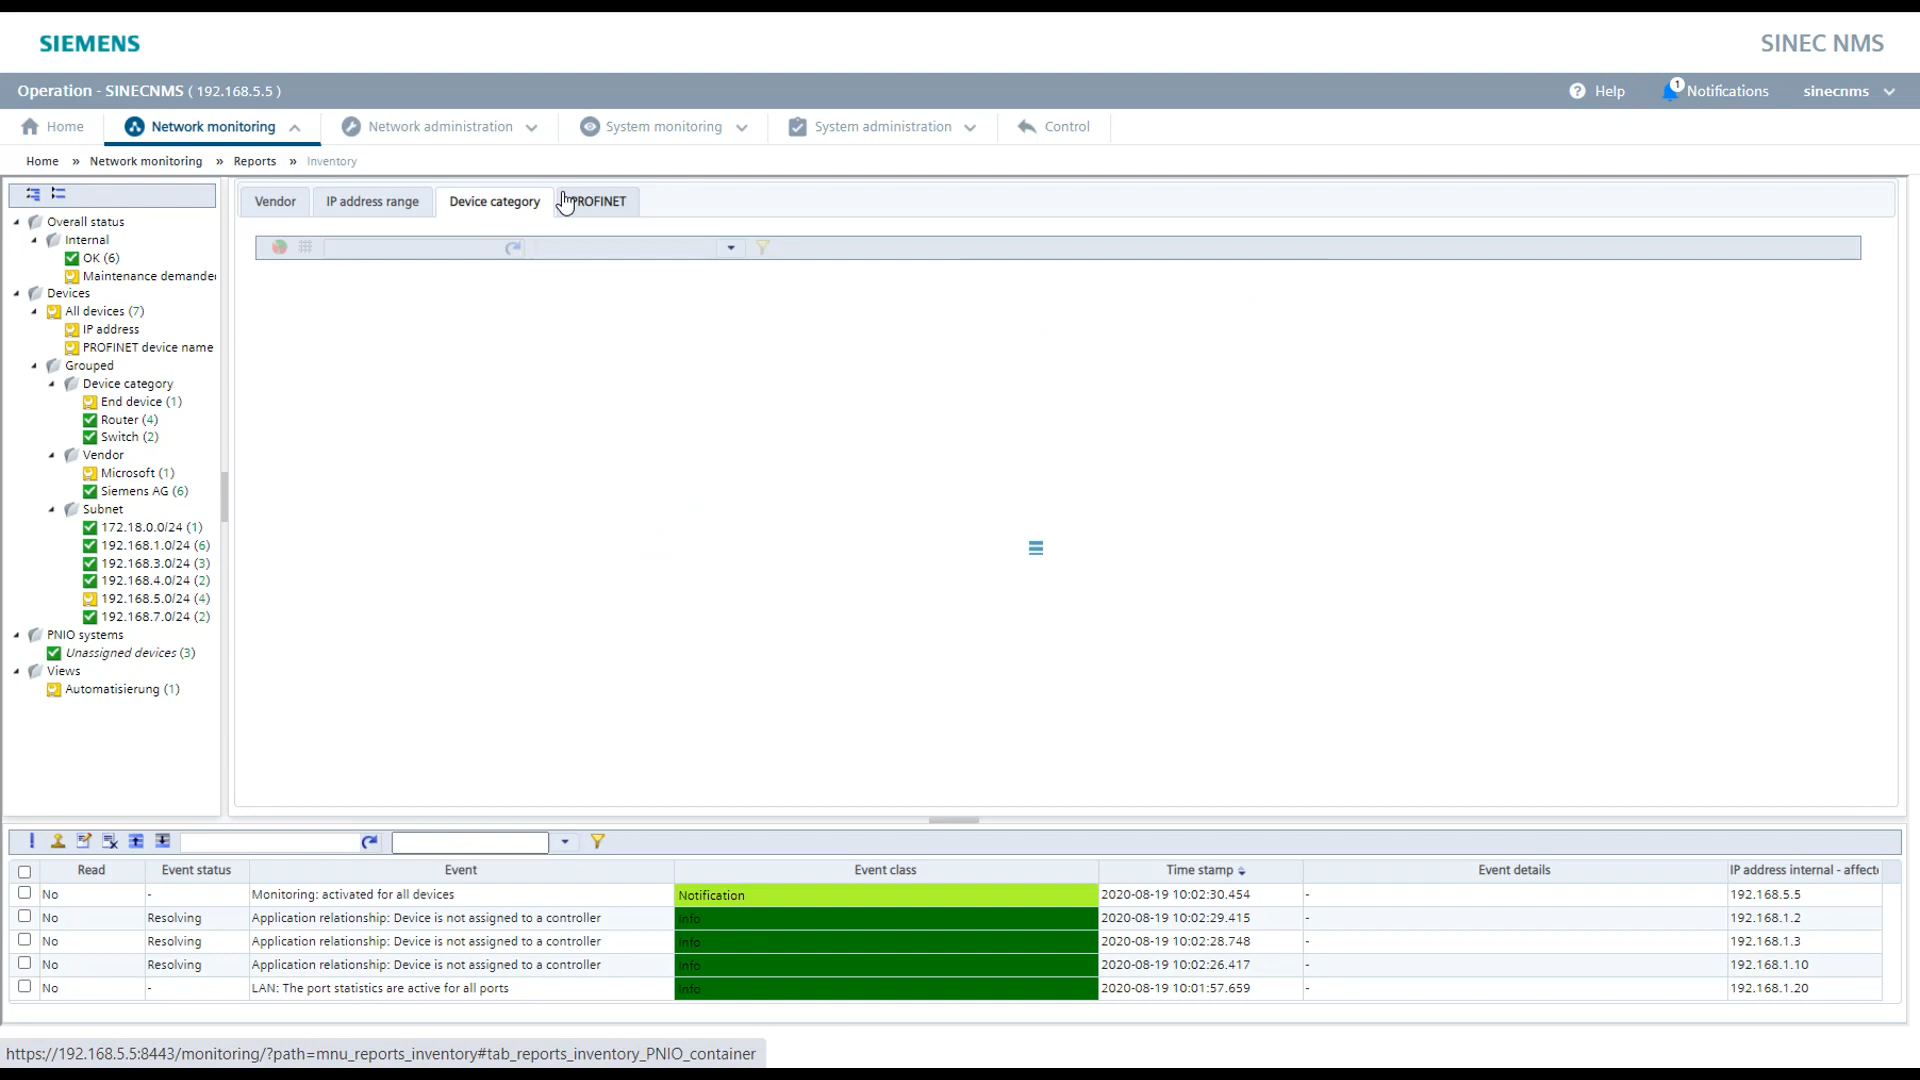 SIEMENS
SINEC NMS
Operation - SINECNMS ( 192.168.5.5 )
Help
1
Notifications
sinecnms
Home
Network monitoring
Network administration
System monitoring
System administration
Control
Home » Network monitoring » Reports » Inventory
Vendor
IP address range
Device category
PROFINET
Overall status
Internal
OK (6)
Maintenance demande
Devices
All devices (7)
IP address
PROFINET device name
Grouped
Device category
End device (1)
Router (4)
Switch (2)
Vendor
Microsoft (1)
Siemens AG (6)
Subnet
172.18.0.0/24 (1)
192.168.1.0/24 (6)
192.168.3.0/24 (3)
192.168.4.0/24 (2)
192.168.5.0/24 (4)
192.168.7.0/24 (2)
PNIO systems
Unassigned devices (3)
Views
Automatisierung (1)
Read Event status Event Event class Time stamp Event details IP address internal - affect
No - Monitoring: activated for all devices Notification 2020-08-19 10:02:30.454 - 192.168.5.5
No Resolving Application relationship: Device is not assigned to a controller Info 2020-08-19 10:02:29.415 - 192.168.1.2
No Resolving Application relationship: Device is not assigned to a controller Info 2020-08-19 10:02:28.748 - 192.168.1.3
No Resolving Application relationship: Device is not assigned to a controller Info 2020-08-19 10:02:26.417 - 192.168.1.10
No - LAN: The port statistics are active for all ports Info 2020-08-19 10:01:57.659 - 192.168.1.20
https://192.168.5.5:8443/monitoring/?path=mnu_reports_inventory#tab_reports_inventory_PNIO_container